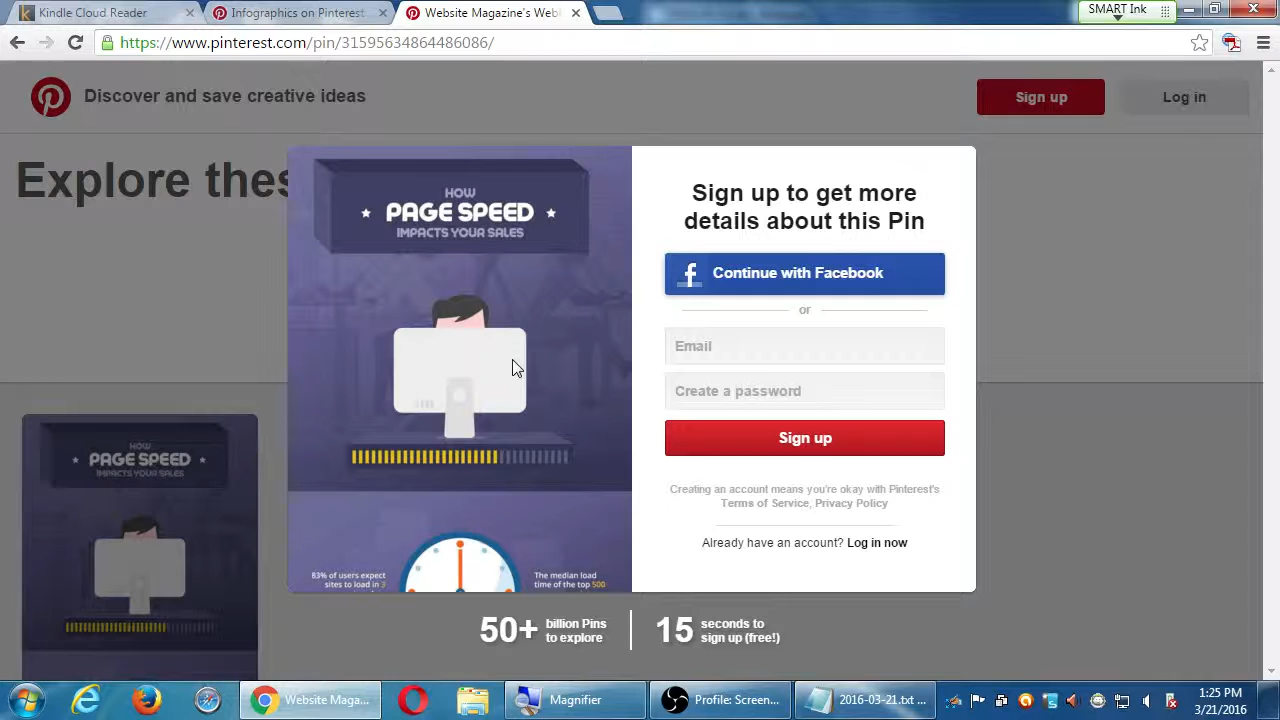 Kindle Cloud Reader
Infographics on Pinterest
Website Magazine's Webl
SMART Ink
https://www.pinterest.com/pin/31595634864486086/
Discover and save creative ideas
Sign up
Log in
Explore thes
HOW
PAGE SPEED
IMPACTS YOUR SALES
83% of users expect
sites to load in 3
The median load
time of the top 500
Sign up to get more
details about this Pin
f Continue with Facebook
or
Email
Create a password
Sign up
Creating an account means you're okay with Pinterest's
Terms of Service, Privacy Policy
Already have an account? Log in now
HOW
PAGE SPEED
IMPACTS YOUR SALES
50+ billion Pins
to explore
15 seconds to
sign up (free!)
Website Maga...
Magnifier
Profile: Screen...
2016-03-21.txt ...
1:25 PM
3/21/2016